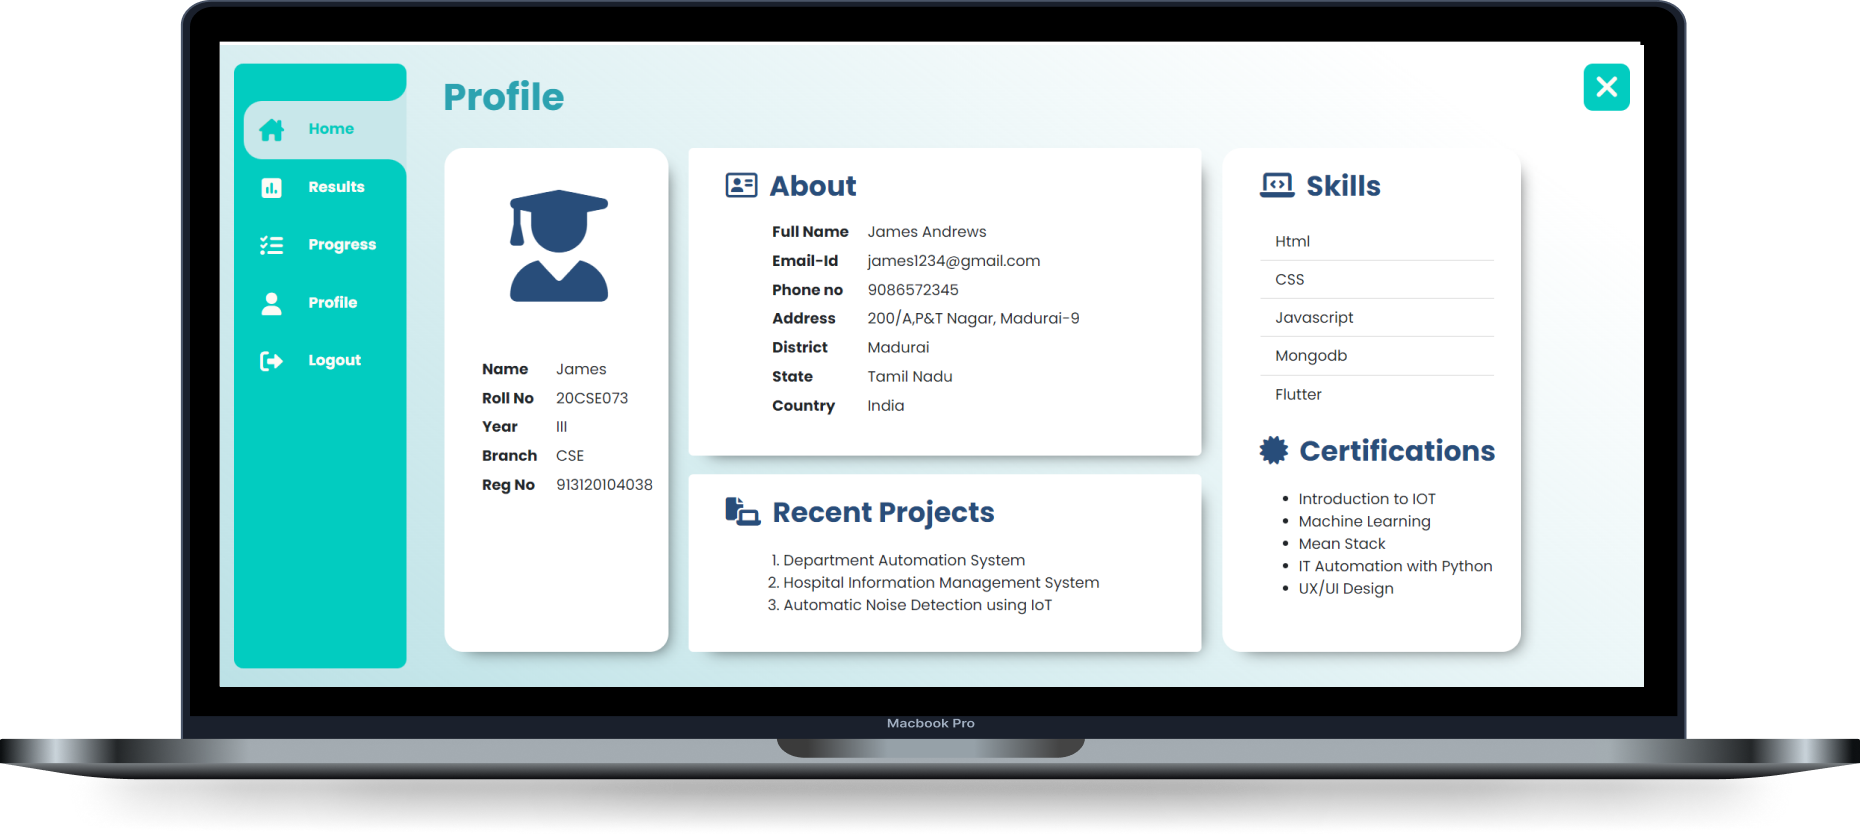 Home
Results
Progress
Profile
Logout
Profile
Name James
Roll No 20CSE073
Year III
Branch CSE
Reg No 913120104038
About
Full Name James Andrews
Email-Id james1234@gmail.com
Phone no 9086572345
Address 200/A,P&T Nagar, Madurai-9
District Madurai
State Tamil Nadu
Country India
Recent Projects
1. Department Automation System
2. Hospital Information Management System
3. Automatic Noise Detection using IoT
Skills
Html
CSS
Javascript
Mongodb
Flutter
Certifications
• Introduction to IOT
• Machine Learning
• Mean Stack
• IT Automation with Python
• UX/UI Design
Macbook Pro